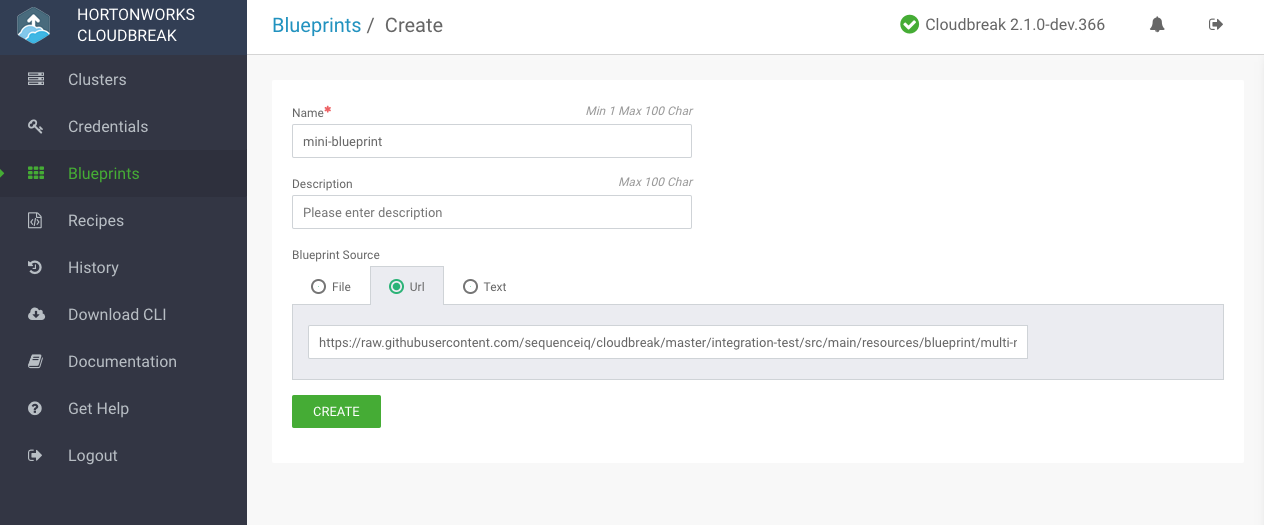 HORTONWORKS
CLOUDBREAK
Clusters
Credentials
Blueprints
Recipes
History
Download CLI
Documentation
Get Help
Logout
Blueprints / Create
Cloudbreak 2.1.0-dev.366
Name* Min 1 Max 100 Char
mini-blueprint
Description Max 100 Char
Please enter description
Blueprint Source
File Url Text
https://raw.githubusercontent.com/sequenceiq/cloudbreak/master/integration-test/src/main/resources/blueprint/multi-r
CREATE